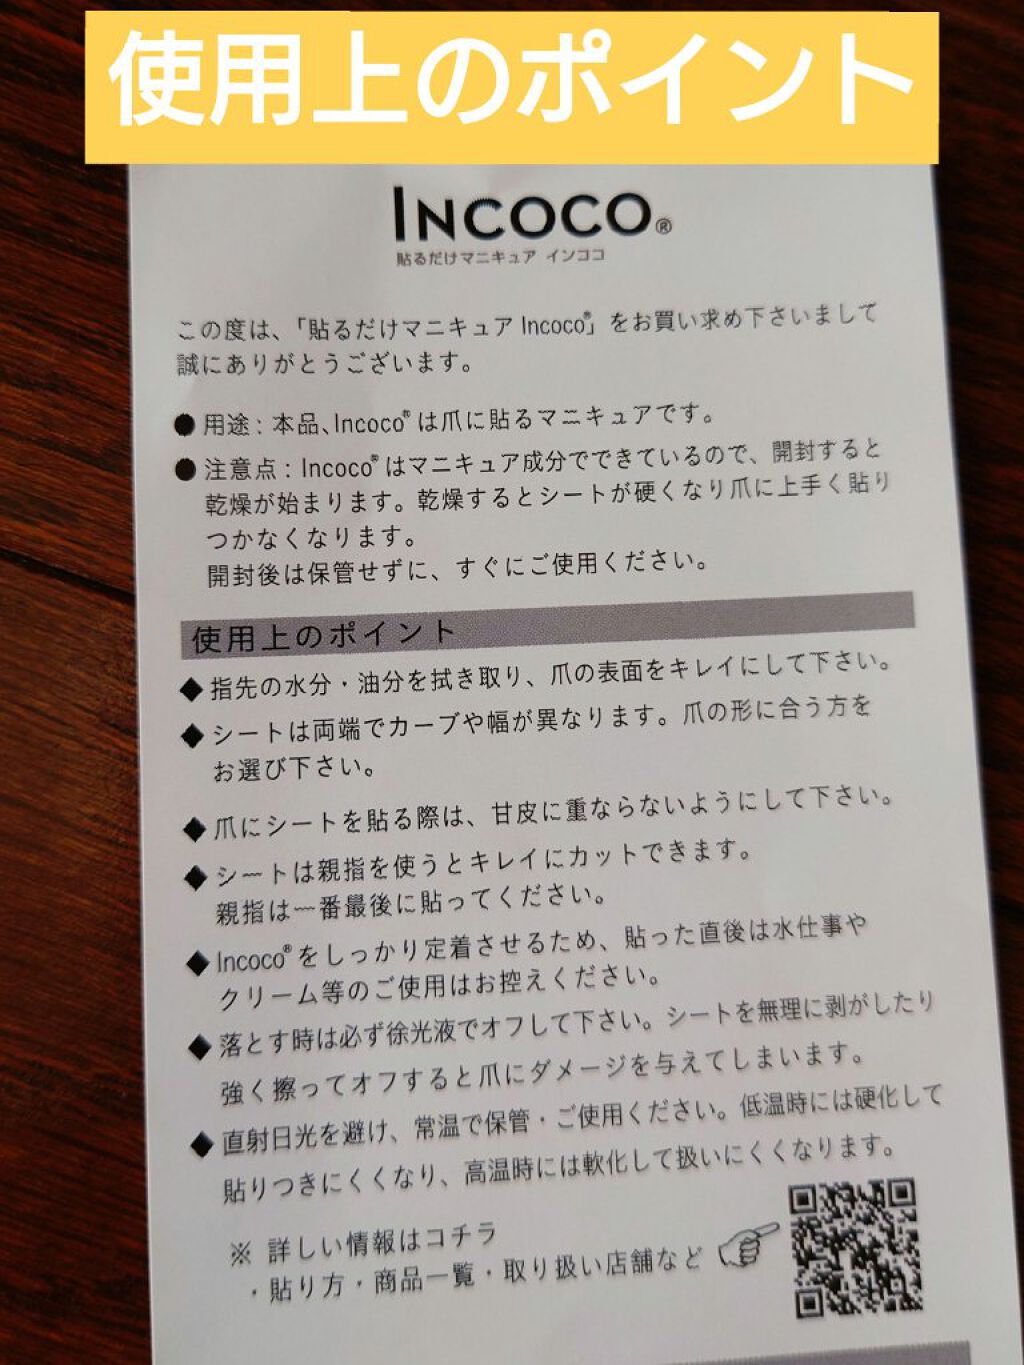 使用上のポイント
INCOCO®
貼るだけマニキュア インココ
この度は、「貼るだけマニキュア Incoco®」をお買い求め下さいまして
誠にありがとうございます。
● 用途 : 本品、Incoco®は爪に貼るマニキュアです。
● 注意点 : Incoco®はマニキュア成分でできているので、開封すると
乾燥が始まります。乾燥するとシートが硬くなり爪に上手く貼り
つかなくなります。
開封後は保管せずに、すぐにご使用ください。
使用上のポイント
◆ 指先の水分・油分を拭き取り、爪の表面をキレイにして下さい。
◆ シートは両端でカーブや幅が異なります。爪の形に合う方を
お選び下さい。
◆ 爪にシートを貼る際は、甘皮に重ならないようにして下さい。
◆ シートは親指を使うとキレイにカットできます。
親指は一番最後に貼ってください。
◆ Incoco®をしっかり定着させるため、貼った直後は水仕事や
クリーム等のご使用はお控えください。
◆ 落とす時は必ず徐光液でオフして下さい。シートを無理に剥がしたり
強く擦ってオフすると爪にダメージを与えてしまいます。
◆ 直射日光を避け、常温で保管・ご使用ください。低温時には硬化して
貼りつきにくくなり、高温時には軟化して扱いにくくなります。
※ 詳しい情報はコチラ
・貼り方・商品一覧・取り扱い店舗など